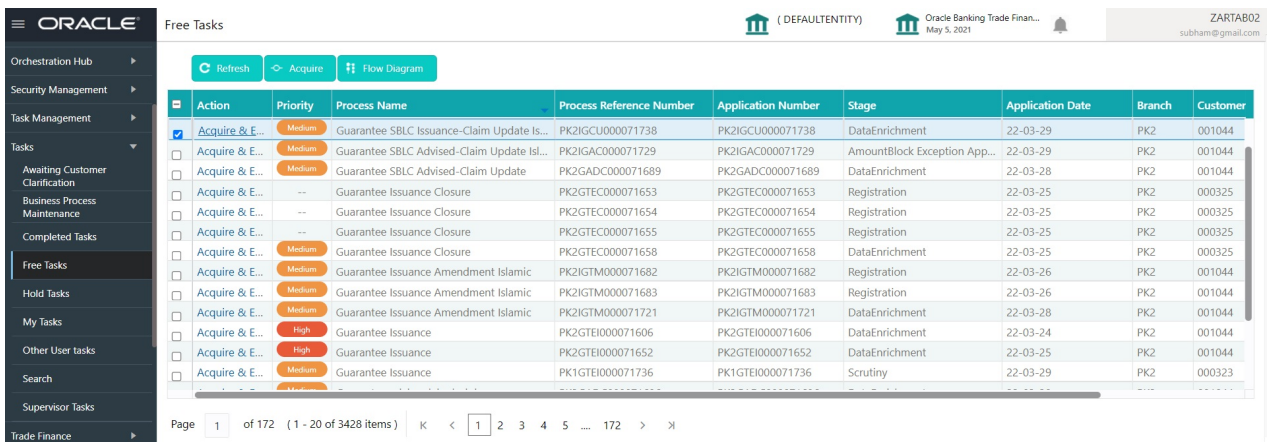 ORACLE
Free Tasks
( DEFAULTENTITY)
Oracle Banking Trade Finan...
May 5, 2021
ZARTAB02
subham@gmail.com
Orchestration Hub
Security Management
Task Management
Tasks
Awaiting Customer
Clarification
Business Process
Maintenance
Completed Tasks
Free Tasks
Hold Tasks
My Tasks
Other User tasks
Search
Supervisor Tasks
Trade Finance
Refresh Acquire Flow Diagram
Action Priority Process Name Process Reference Number Application Number Stage Application Date Branch Customer
Acquire & E... Medium Guarantee SBLC Issuance-Claim Update Is... PK2IGCU000071738 PK2IGCU000071738 DataEnrichment 22-03-29 PK2 001044
Acquire & E... Medium Guarantee SBLC Advised-Claim Update Isl... PK2IGAC000071729 PK2IGAC000071729 AmountBlock Exception App... 22-03-29 PK2 001044
Acquire & E... Medium Guarantee SBLC Advised-Claim Update PK2GADC000071689 PK2GADC000071689 DataEnrichment 22-03-28 PK2 001044
Acquire & E... -- Guarantee Issuance Closure PK2GTEC000071653 PK2GTEC000071653 Registration 22-03-25 PK2 000325
Acquire & E... -- Guarantee Issuance Closure PK2GTEC000071654 PK2GTEC000071654 Registration 22-03-25 PK2 000325
Acquire & E... -- Guarantee Issuance Closure PK2GTEC000071655 PK2GTEC000071655 Registration 22-03-25 PK2 000325
Acquire & E... Medium Guarantee Issuance Closure PK2GTEC000071658 PK2GTEC000071658 DataEnrichment 22-03-25 PK2 000325
Acquire & E... Medium Guarantee Issuance Amendment Islamic PK2IGTM000071682 PK2IGTM000071682 Registration 22-03-26 PK2 001044
Acquire & E... Medium Guarantee Issuance Amendment Islamic PK2IGTM000071683 PK2IGTM000071683 Registration 22-03-26 PK2 001044
Acquire & E... Medium Guarantee Issuance Amendment Islamic PK2IGTM000071721 PK2IGTM000071721 DataEnrichment 22-03-28 PK2 001044
Acquire & E... High Guarantee Issuance PK2GTEI000071606 PK2GTEI000071606 DataEnrichment 22-03-24 PK2 001044
Acquire & E... High Guarantee Issuance PK2GTEI000071652 PK2GTEI000071652 DataEnrichment 22-03-25 PK2 001044
Acquire & E... Medium Guarantee Issuance PK1GTEI000071736 PK1GTEI000071736 Scrutiny 22-03-29 PK2 000323
Page 1 of 172 ( 1 - 20 of 3428 items ) K < 1 2 3 4 5 .... 172 >